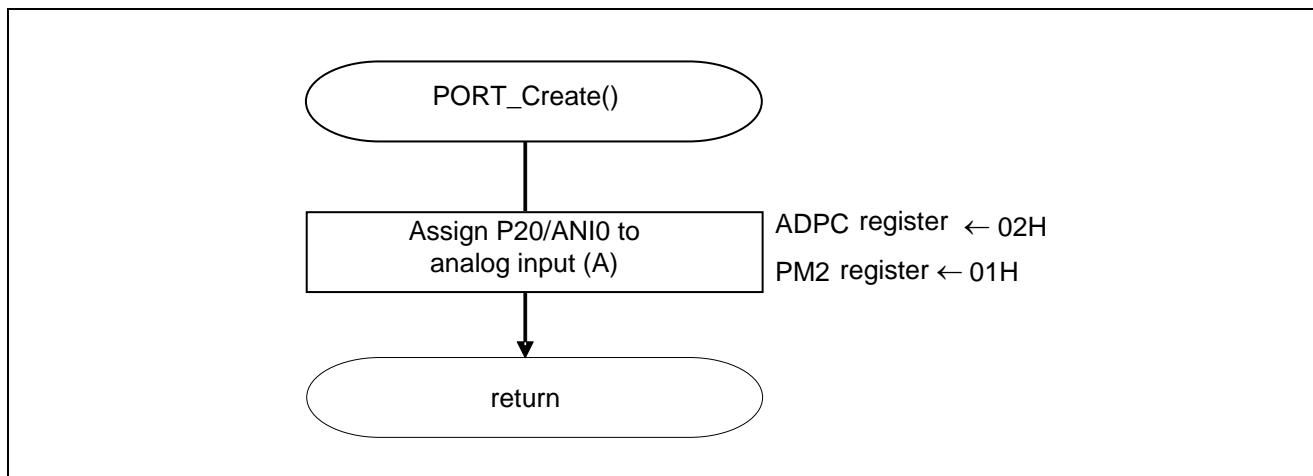 PORT_Create()
Assign P20/ANI0 to
analog input (A)
ADPC register ← 02H
PM2 register ← 01H
return